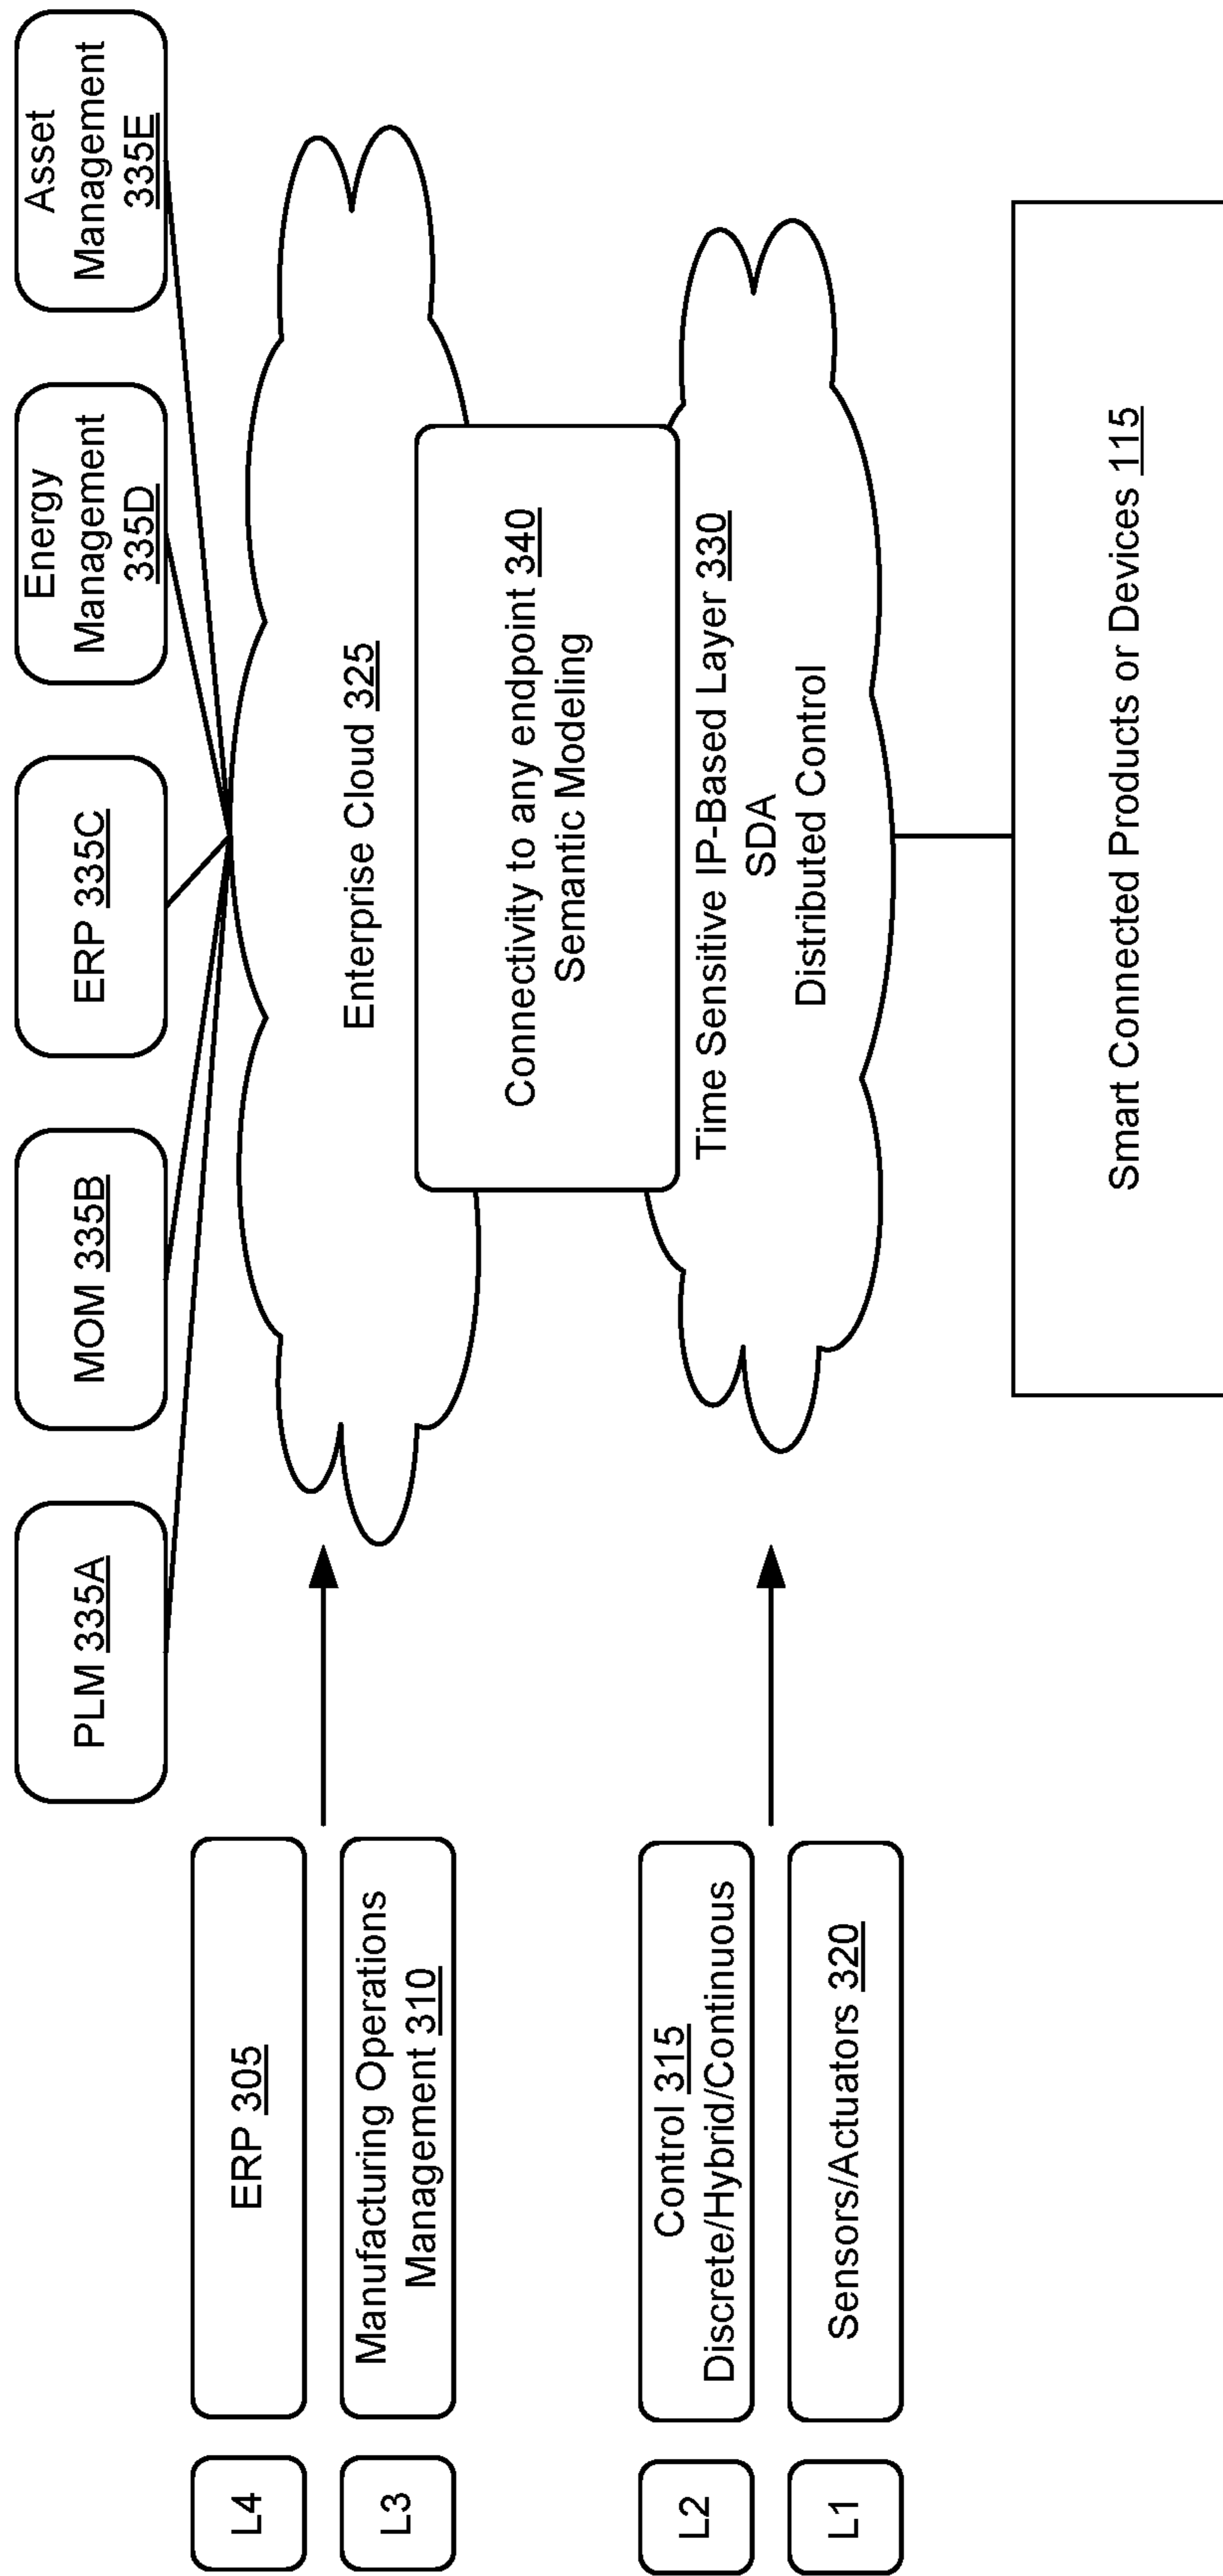 PLM 335A
MOM 335B
ERP 335C
Energy
Management
335D
Asset
Management
335E
L4
ERP 305
L3
Manufacturing Operations
Management 310
Enterprise Cloud 325
Connectivity to any endpoint 340
Semantic Modeling
L2
Control 315
Discrete/Hybrid/Continuous
L1
Sensors/Actuators 320
Time Sensitive IP-Based Layer 330
SDA
Distributed Control
Smart Connected Products or Devices 115